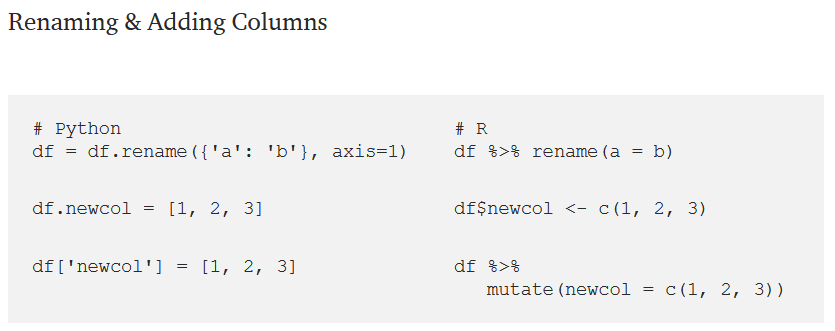 Renaming & Adding Columns
# Python
df = df.rename({'a': 'b'}, axis=1)
df.newcol = [1, 2, 3]
df['newcol'] = [1, 2, 3]
# R
df %>% rename(a = b)
df$newcol <- c(1, 2, 3)
df %>%
mutate(newcol = c(1, 2, 3))